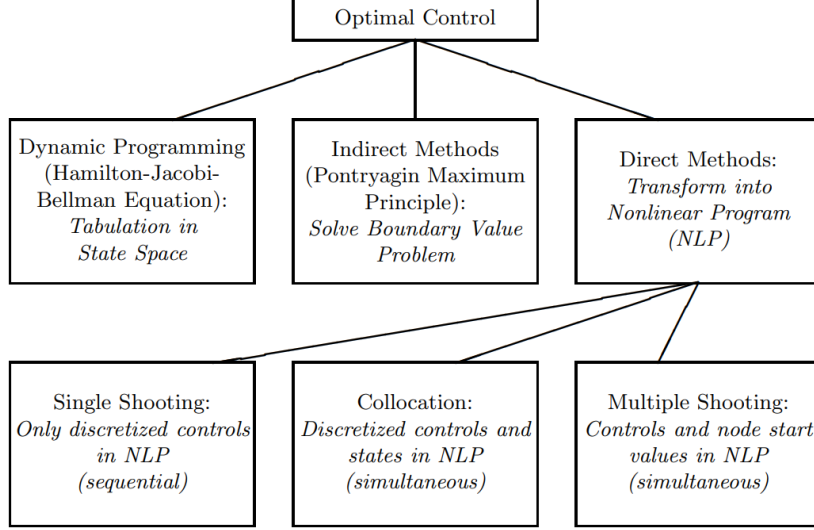 Optimal Control
Dynamic Programming
(Hamilton-Jacobi-
Bellman Equation):
Tabulation in
State Space
Indirect Methods
(Pontryagin Maximum
Principle):
Solve Boundary Value
Problem
Direct Methods:
Transform into
Nonlinear Program
(NLP)
Single Shooting:
Only discretized controls
in NLP
(sequential)
Collocation:
Discretized controls and
states in NLP
(simultaneous)
Multiple Shooting:
Controls and node start
values in NLP
(simultaneous)